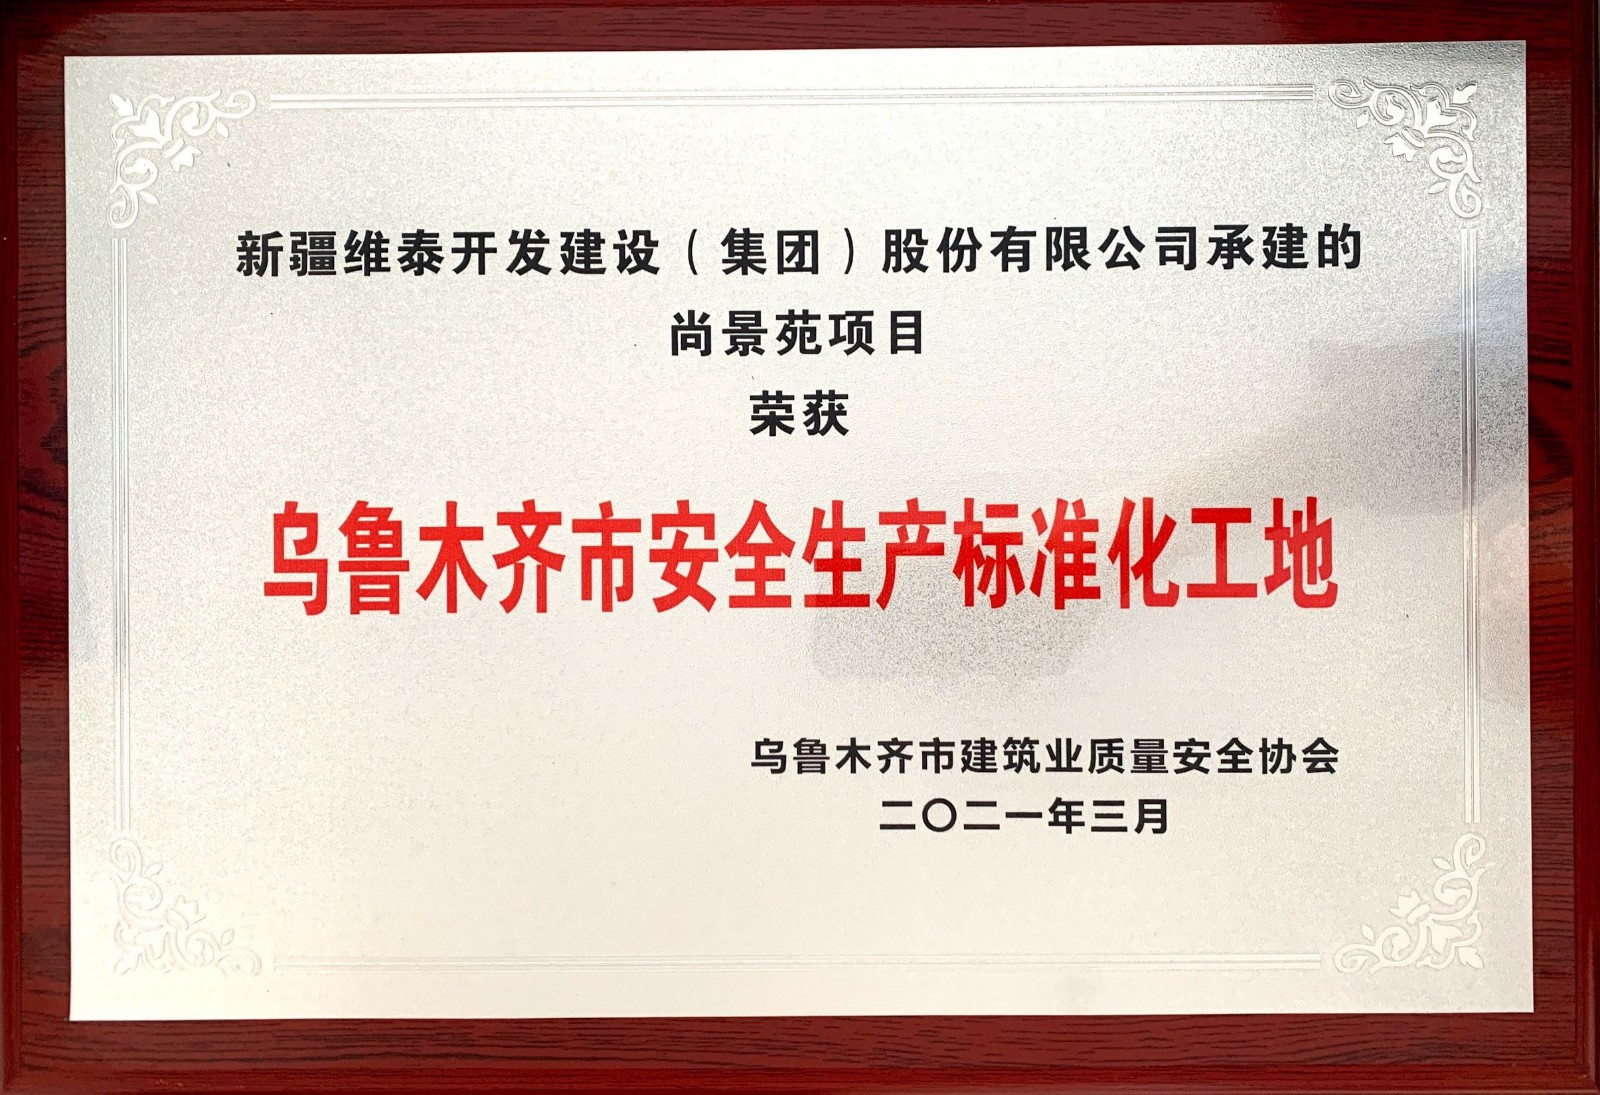 新疆维泰开发建设（集团）股份有限公司承建的
尚景苑项目
荣获
乌鲁木齐市安全生产标准化工地
乌鲁木齐市建筑业质量安全协会
二〇二一年三月